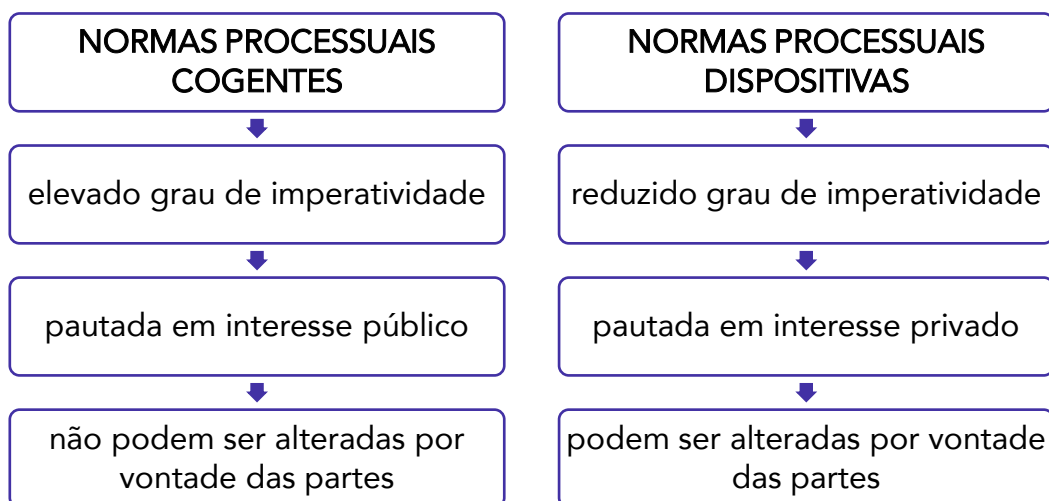 NORMAS PROCESSUAIS
COGENTES
elevado grau de imperatividade
pautada em interesse público
não podem ser alteradas por
vontade das partes
NORMAS PROCESSUAIS
DISPOSITIVAS
reduzido grau de imperatividade
pautada em interesse privado
podem ser alteradas por vontade
das partes